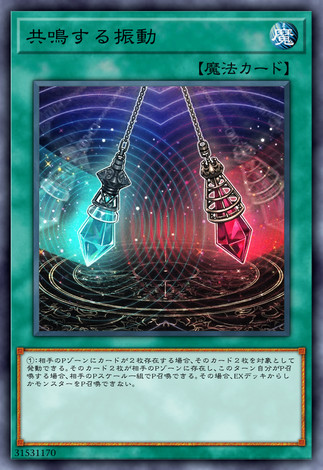 共鳴する振動
魔
【魔法カード】
①：相手のPゾーンにカードが２枚存在する場合、そのカード２枚を対象として
発動できる。そのカード２枚が相手のPゾーンに存在し、このターン自分がP召
喚する場合、相手のPスケール一組でP召喚できる。その場合、EXデッキからし
かモンスターをP召喚できない。
31531170